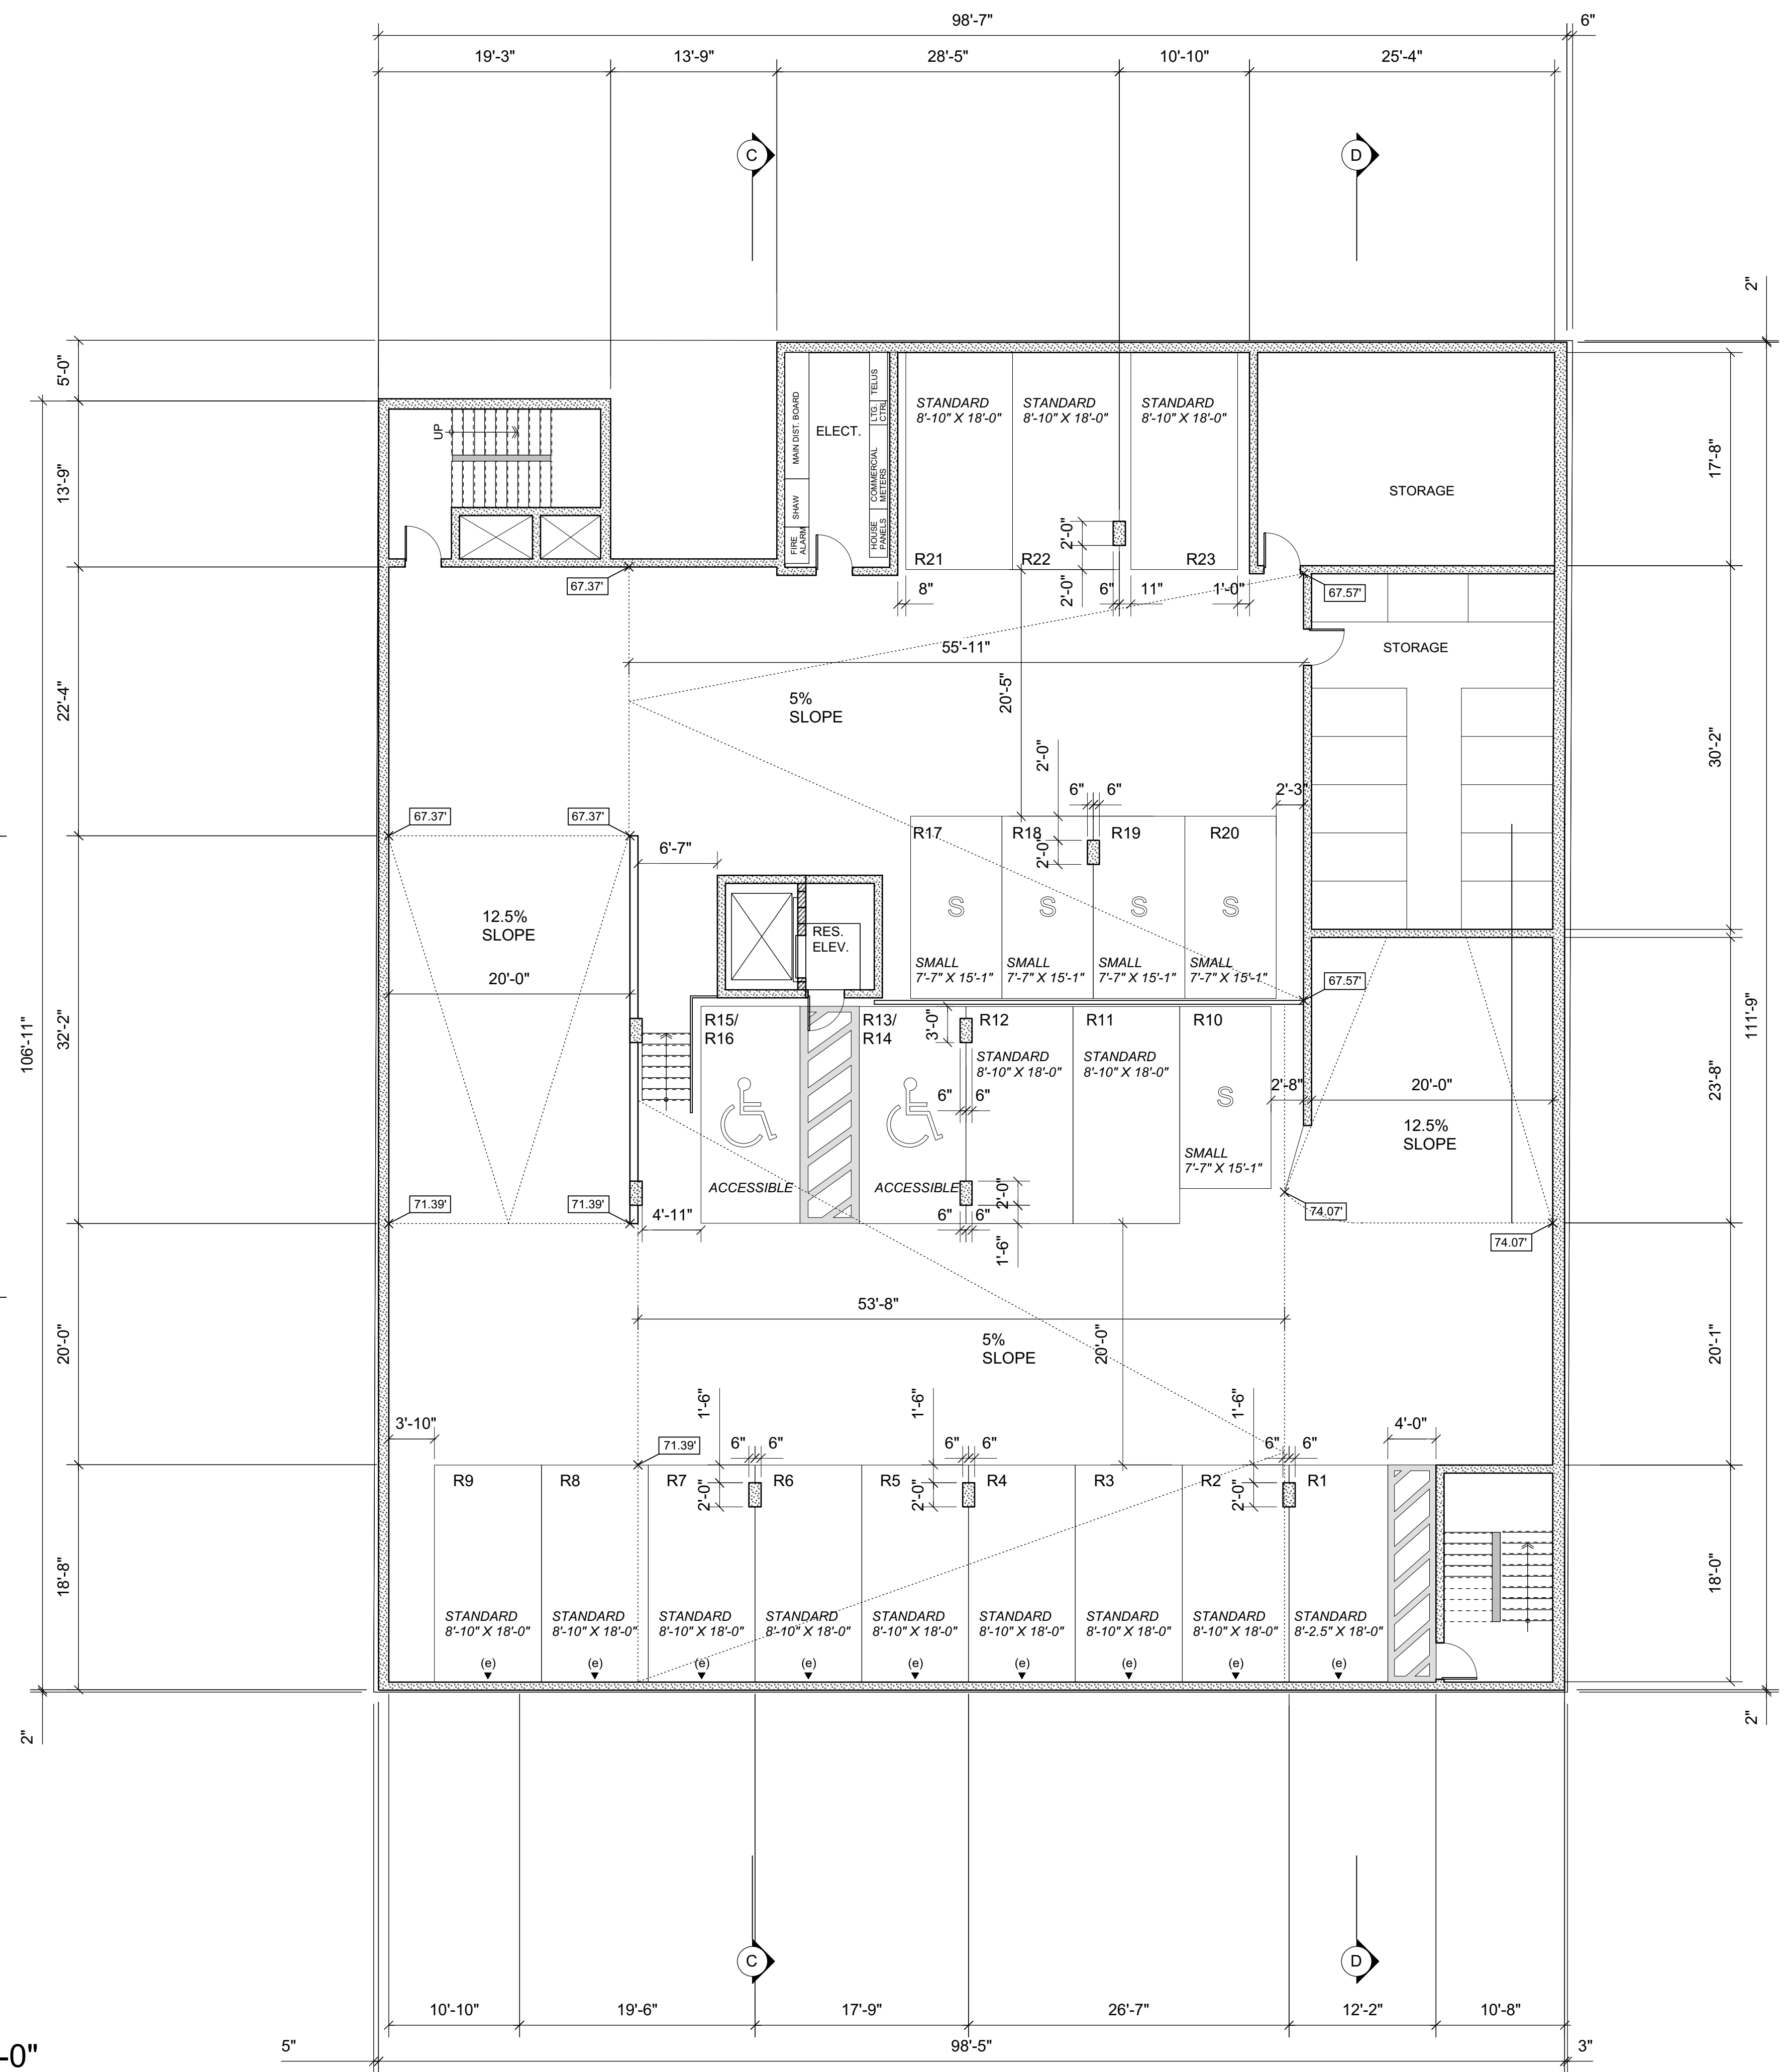 98'-7"
6"
19'-3"
13'-9"
28'-5"
10'-10"
25'-4"
C
D
2"
5'-0"
13'-9"
22'-4"
32'-2"
106'-11"
20'-0"
18'-8"
2"
UP
MAIN DIST. BOARD
SHAW
FIRE
ALARM
ELECT.
TELUS
LTG.
CTRL
COMMERCIAL
METERS
HOUSE
PANELS
STANDARD
8'-10" X 18'-0"
STANDARD
8'-10" X 18'-0"
STANDARD
8'-10" X 18'-0"
STORAGE
17'-8"
2'-0"
R21
R22
R23
2'-0"
8"
6"
11"
1'-0"
67.37'
67.57'
STORAGE
55'-11"
20'-5"
5%
SLOPE
30'-2"
2'-0"
6"
6"
2'-3"
67.37'
67.37'
R17
R18
R19
R20
2'-0"
6'-7"
12.5%
SLOPE
S
S
S
S
RES.
ELEV.
SMALL
7'-7" X 15'-1"
SMALL
7'-7" X 15'-1"
SMALL
7'-7" X 15'-1"
SMALL
7'-7" X 15'-1"
20'-0"
67.57'
111'-9"
R15/
R16
R13/
R14
3'-0"
R12
R11
R10
STANDARD
8'-10" X 18'-0"
STANDARD
8'-10" X 18'-0"
S
6"
6"
2'-8"
20'-0"
23'-8"
12.5%
SLOPE
SMALL
7'-7" X 15'-1"
ACCESSIBLE
ACCESSIBLE
2'-0"
71.39'
71.39'
4'-11"
6"
6"
1'-6"
74.07'
74.07'
53'-8"
5%
SLOPE
20'-0"
20'-1"
1'-6"
1'-6"
1'-6"
3'-10"
71.39'
6"
6"
6"
6"
6"
6"
4'-0"
R9
R8
R7
R6
R5
R4
R3
R2
R1
2'-0"
2'-0"
2'-0"
18'-0"
STANDARD
8'-10" X 18'-0"
STANDARD
8'-10" X 18'-0"
STANDARD
8'-10" X 18'-0"
STANDARD
8'-10" X 18'-0"
STANDARD
8'-10" X 18'-0"
STANDARD
8'-10" X 18'-0"
STANDARD
8'-10" X 18'-0"
STANDARD
8'-10" X 18'-0"
STANDARD
8'-2.5" X 18'-0"
(e)
(e)
(e)
(e)
(e)
(e)
(e)
(e)
(e)
2"
C
D
10'-10"
19'-6"
17'-9"
26'-7"
12'-2"
10'-8"
5"
98'-5"
3"
-0"